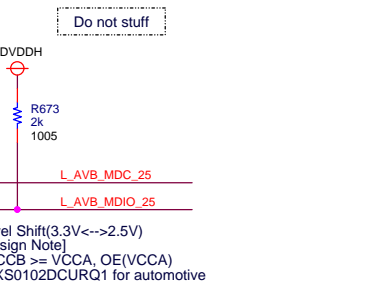 Do not stuff
DVDDH
R673
2k
1005
L_AVB_MDC_25
L_AVB_MDIO_25
el Shift(3.3V<-->2.5V)
sign Note]
CCB >= VCCA, OE(VCCA)
XS0102DCURQ1 for automotive